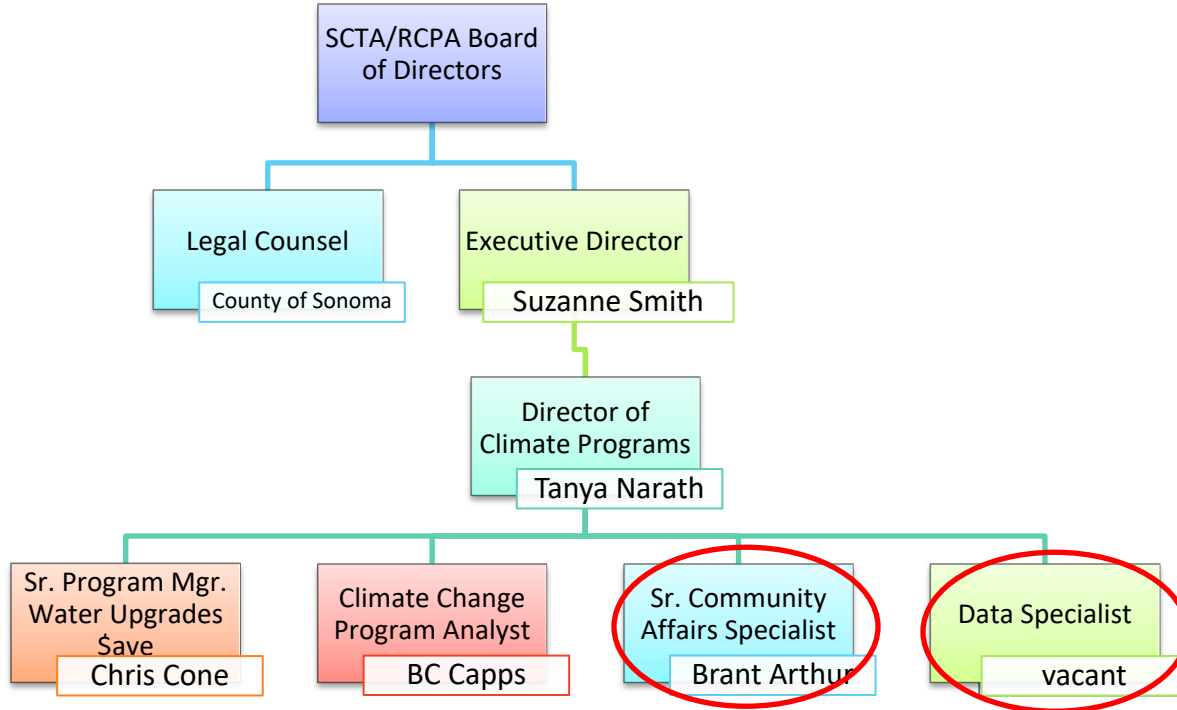 SCTA/RCPA Board
of Directors
Legal Counsel
County of Sonoma
Executive Director
Suzanne Smith
Director of
Climate Programs
Tanya Narath
Sr. Program Mgr.
Water Upgrades
$ave
Chris Cone
Climate Change
Program Analyst
BC Capps
Sr. Community
Affairs Specialist
Brant Arthur
Data Specialist
vacant